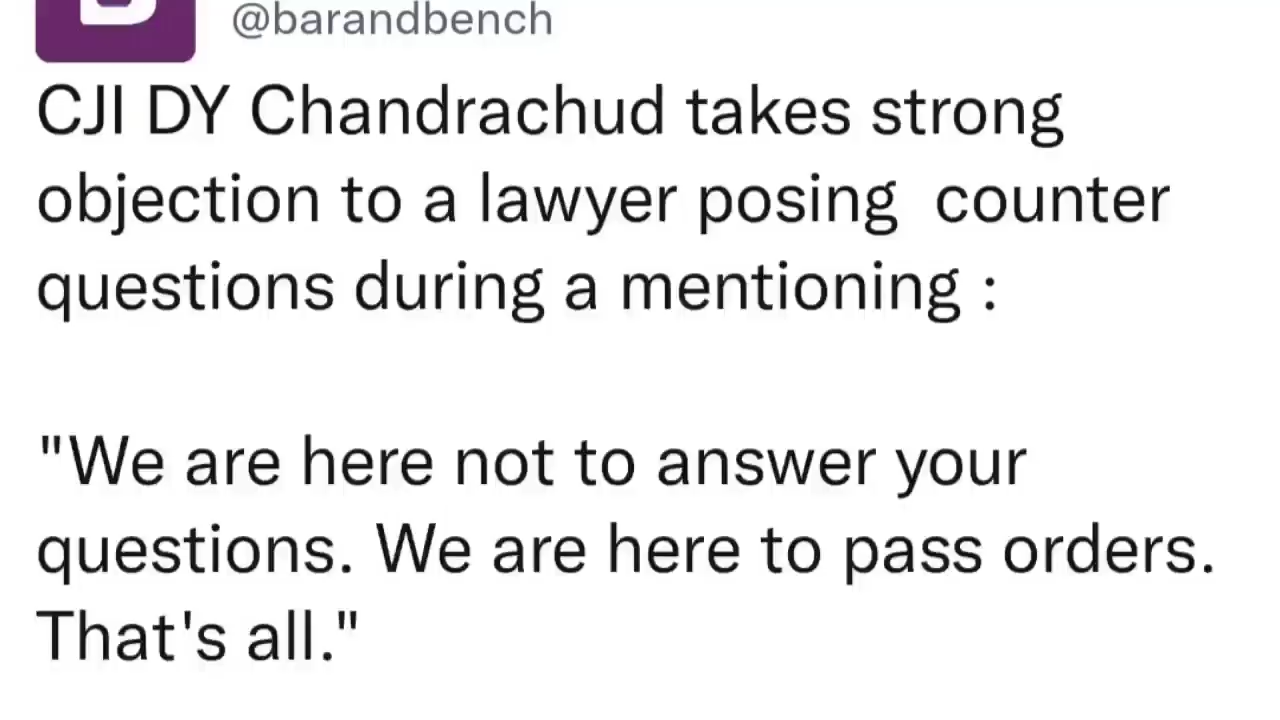 @barandbench
CJI DY Chandrachud takes strong
objection to a lawyer posing  counter
questions during a mentioning :
"We are here not to answer your
questions. We are here to pass orders.
That's all."